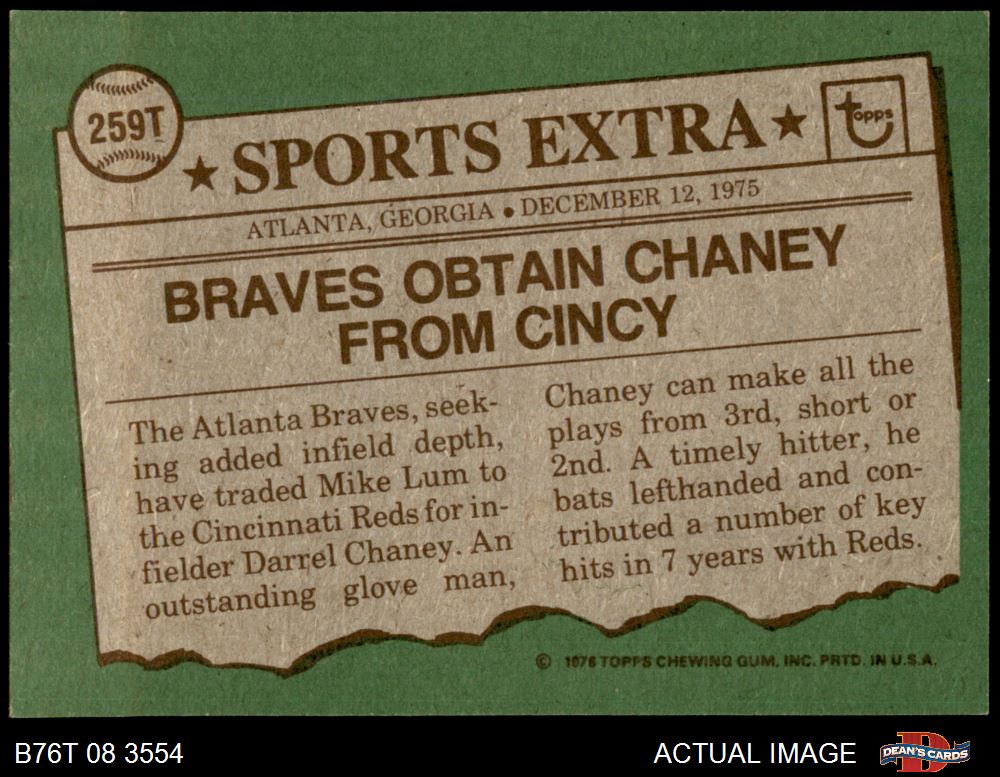 259T
★ SPORTS EXTRA ★
topps
ATLANTA, GEORGIA • DECEMBER 12, 1975
BRAVES OBTAIN CHANEY
FROM CINCY
The Atlanta Braves, seek-
ing added infield depth,
have traded Mike Lum to
the Cincinnati Reds for in-
fielder Darrel Chaney. An
outstanding glove man,
Chaney can make all the
plays from 3rd, short or
2nd. A timely hitter, he
bats lefthanded and con-
tributed a number of key
hits in 7 years with Reds.
© 1976 TOPPS CHEWING GUM, INC. PRTD. IN U.S.A.
B76T 08 3554
ACTUAL IMAGE
D
DEAN'S CARDS